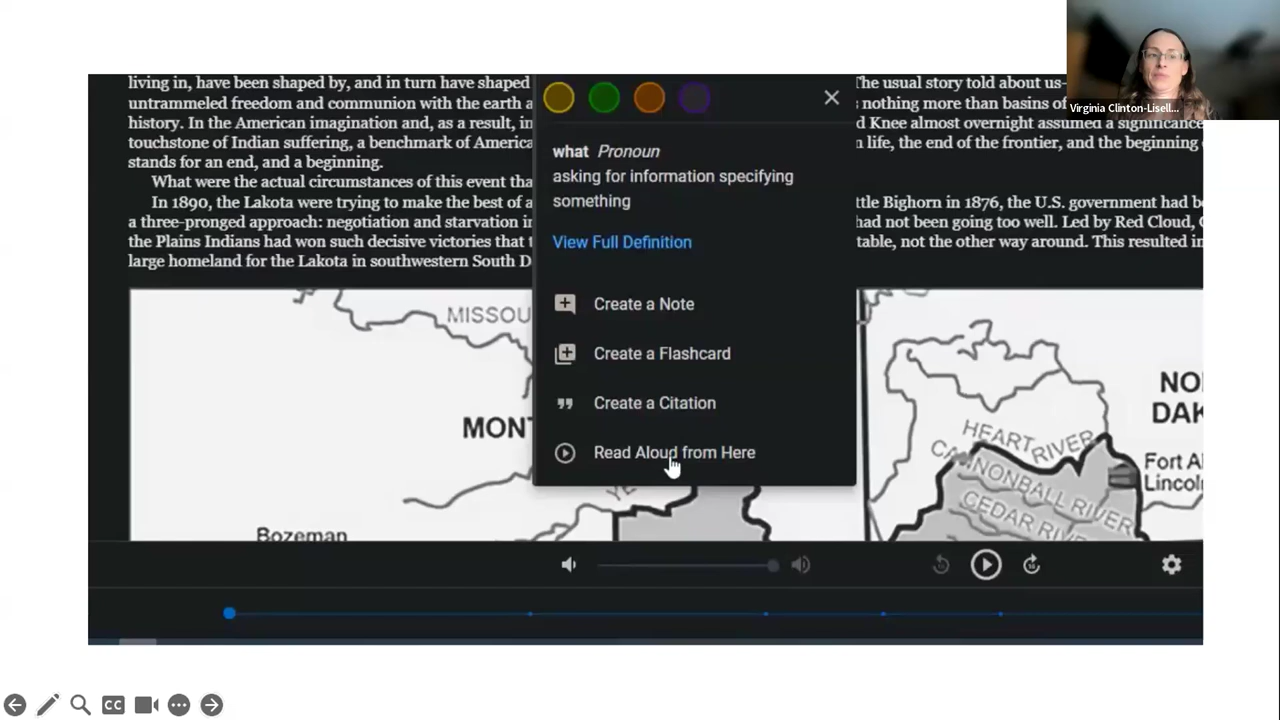 Virginia Clinton-Lisell...
living in, have been shaped by, and in turn have shaped
untrammeled freedom and communion with the earth a
history. In the American imagination and, as a result, in
touchstone of Indian suffering, a benchmark of America
stands for an end, and a beginning.
What were the actual circumstances of this event tha
In 1890, the Lakota were trying to make the best of a
a three-pronged approach: negotiation and starvation in
the Plains Indians had won such decisive victories that t
large homeland for the Lakota in southwestern South D
The usual story told about us—
nothing more than basins of
d Knee almost overnight assumed a significance
n life, the end of the frontier, and the beginning o
ttle Bighorn in 1876, the U.S. government had be
had not been going too well. Led by Red Cloud, C
table, not the other way around. This resulted in
what Pronoun
asking for information specifying
something
View Full Definition
Create a Note
Create a Flashcard
Create a Citation
Read Aloud from Here
MISSOU
MONT
YE
Bozeman
NO
DAK
HEART RIVER
CANNONBALL RIVER
CEDAR RIV
Fort A
Lincol
CC